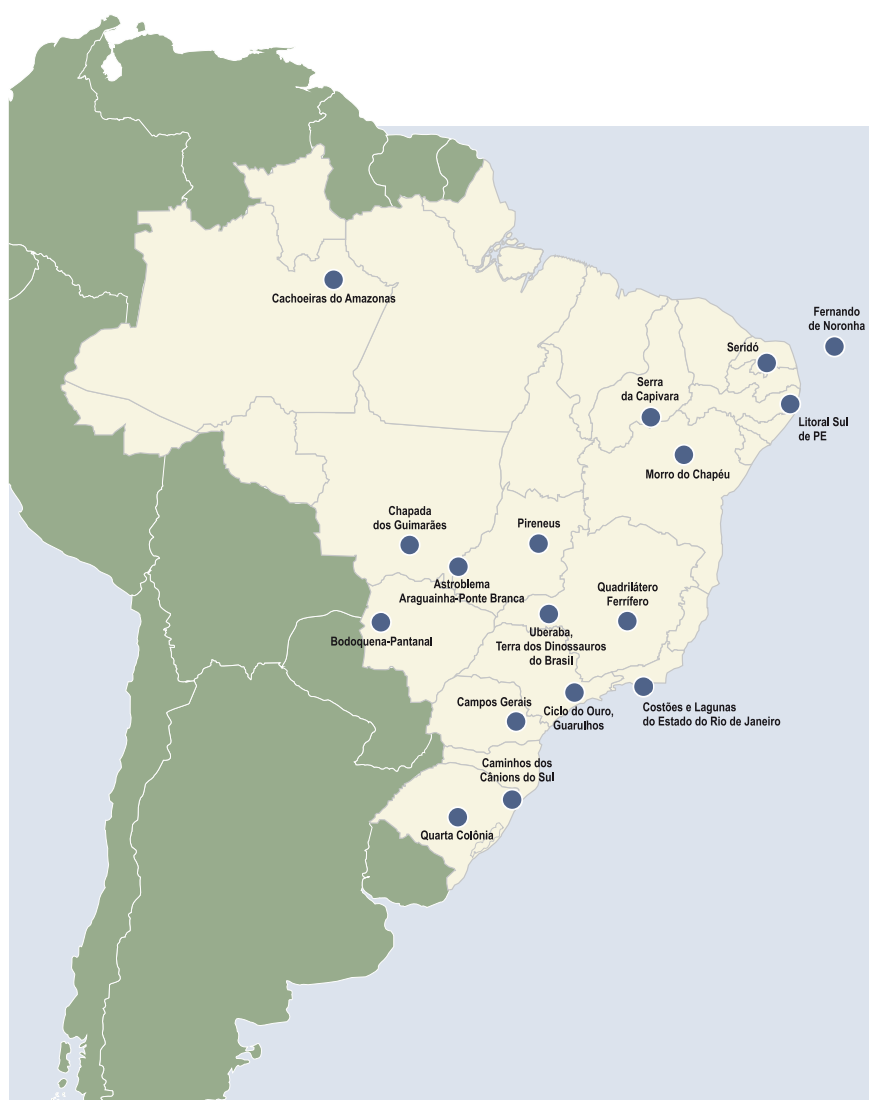 Cachoeiras do Amazonas
Fernando
de Noronha
Seridó
Serra
da Capivara
Litoral Sul
de PE
Morro do Chapéu
Chapada
dos Guimarães
Pireneus
Astroblema
Araguainha-Ponte Branca
Quadrilátero
Ferrífero
Bodoquena-Pantanal
Uberaba,
Terra dos Dinossauros
do Brasil
Campos Gerais
Ciclo do Ouro,
Guarulhos
Costões e Lagunas
do Estado do Rio de Janeiro
Caminhos dos
Cânions do Sul
Quarta Colônia